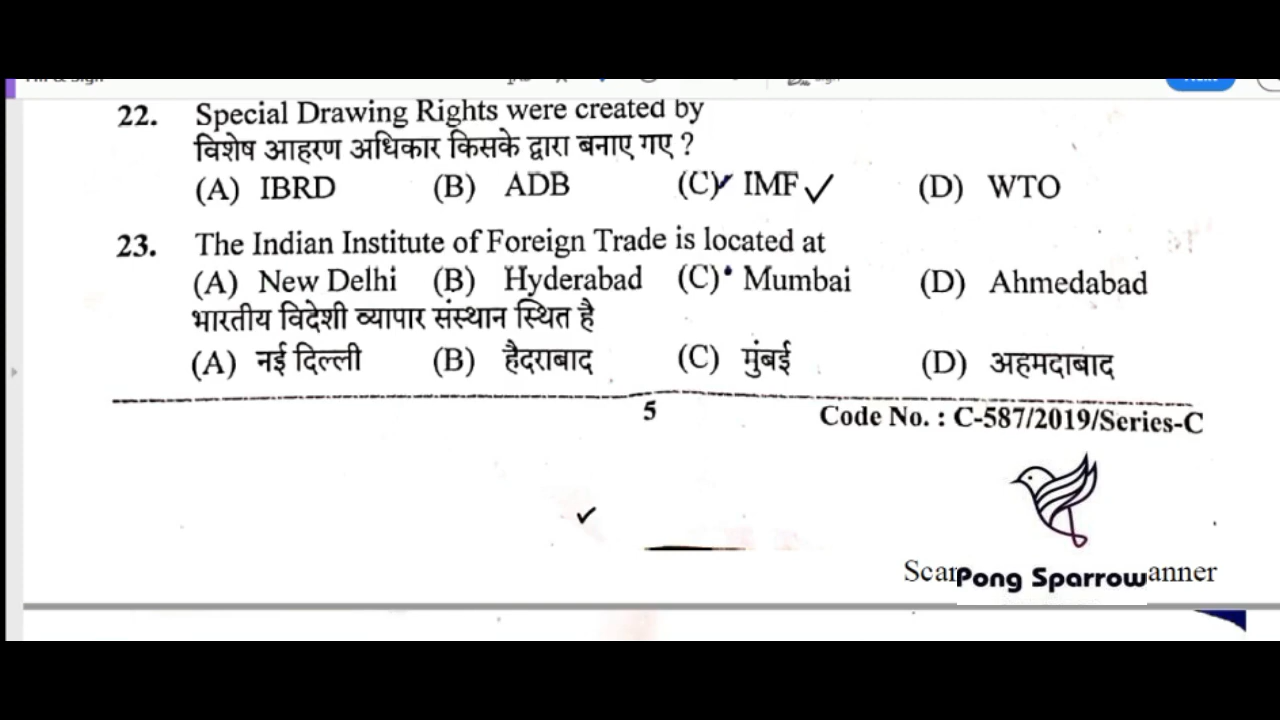 22. Special Drawing Rights were created by
विशेष आहरण अधिकार किसके द्वारा बनाए गए ?
(A) IBRD (B) ADB (C) IMF (D) WTO
23. The Indian Institute of Foreign Trade is located at
(A) New Delhi (B) Hyderabad (C) Mumbai (D) Ahmedabad
भारतीय विदेशी व्यापार संस्थान स्थित है
(A) नई दिल्ली (B) हैदराबाद (C) मुंबई (D) अहमदाबाद
5 Code No. : C-587/2019/Series-C
Pong Sparrow